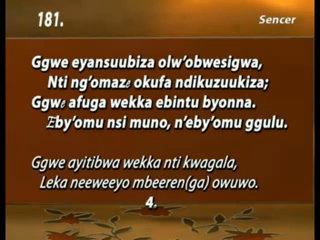 181.
Sencer
Ggwe eyansuubiza olw’obwesigwa,
Nti ng’omaze okufa ndikuzuukiza;
Ggwe afuga wekka ebintu byonna.
Eby’omu nsi muno, n’eby’omu ggulu.
Ggwe ayitibwa wekka nti kwagala,
Leka neeweeyo mbeeren(ga) owuwo.
4.